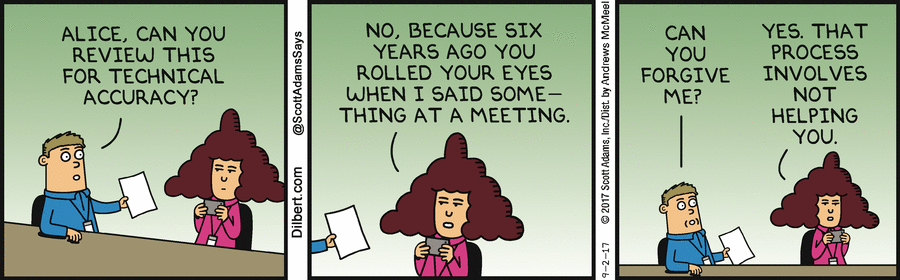 ALICE, CAN YOU
REVIEW THIS
FOR TECHNICAL
ACCURACY?
Dilbert.com @ScottAdamsSays
NO, BECAUSE SIX
YEARS AGO YOU
ROLLED YOUR EYES
WHEN I SAID SOME—
THING AT A MEETING.
9-2-17 © 2017 Scott Adams, Inc./Dist. by Andrews McMeel
CAN
YOU
FORGIVE
ME?
YES. THAT
PROCESS
INVOLVES
NOT
HELPING
YOU.